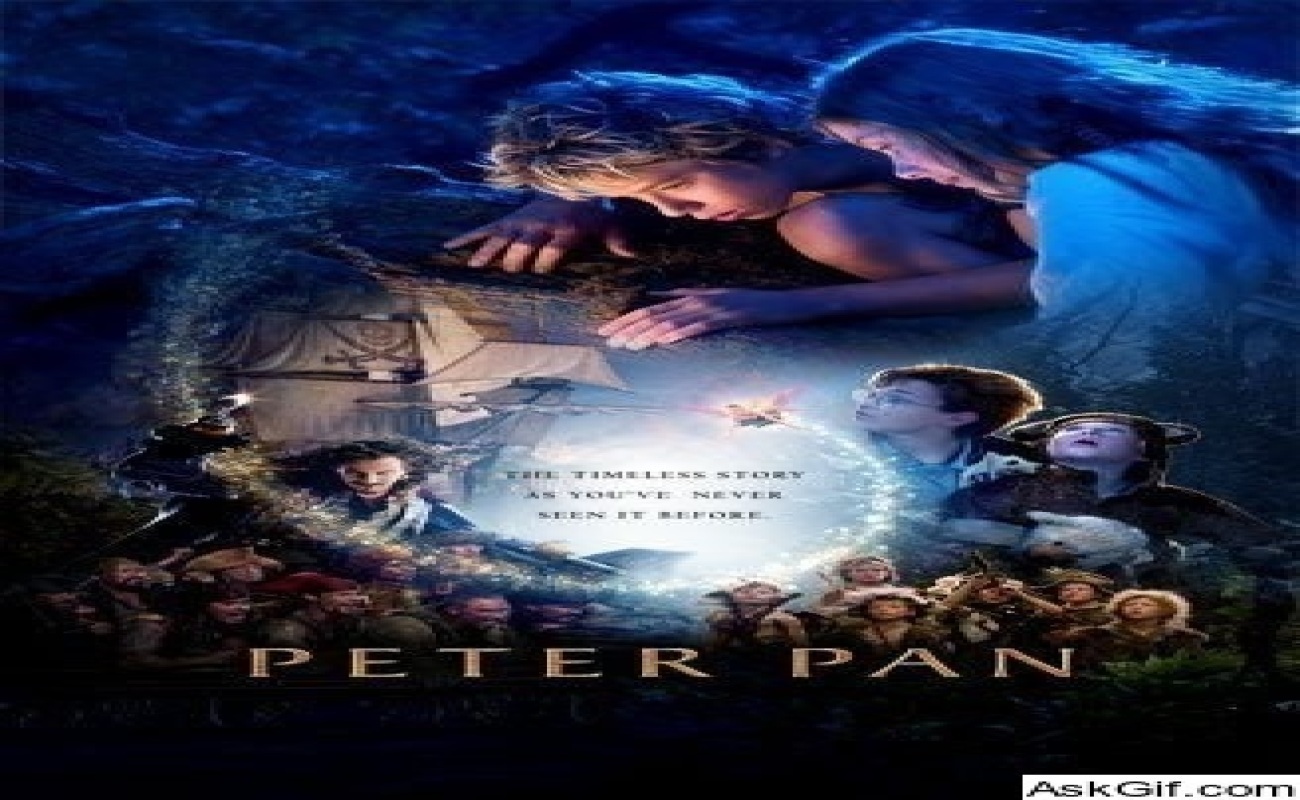 THE TIMELESS STORY
AS YOU'VE NEVER
SEEN IT BEFORE.
PETER PAN
AskGif.com